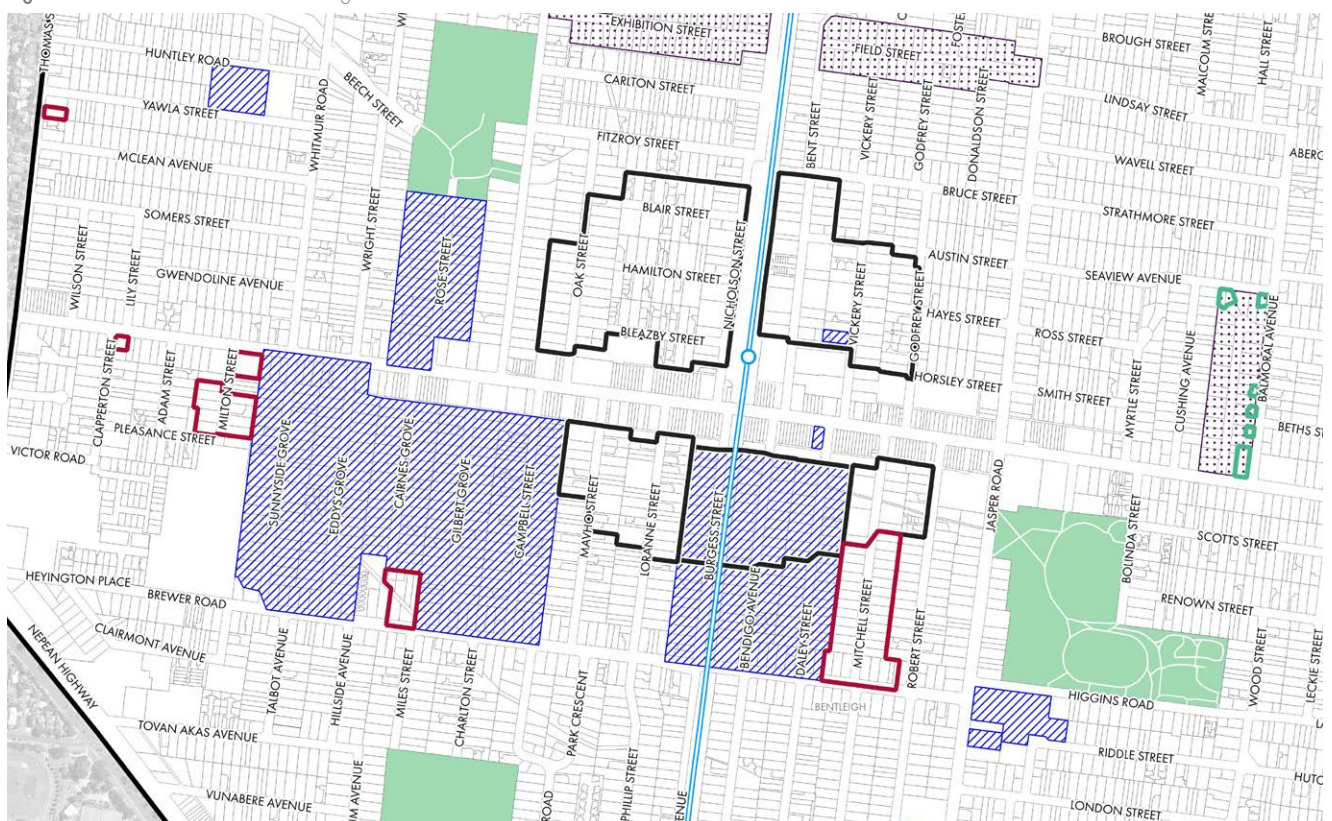 EXHIBITION STREET
FIELD STREET
BROUGH STREET
MALCOLM STREET
HALL STREET
HUNTLEY ROAD
BEECH STREET
CARLTON STREET
LINDSAY STREET
YAWLA STREET
WHITMUIR ROAD
FITZROY STREET
BENT STREET
VICKERY STREET
GODFREY STREET
DONALDSON STREET
WAVELL STREET
MCLEAN AVENUE
BRUCE STREET
STRATHMORE STREET
SOMERS STREET
WRIGHT STREET
BLAIR STREET
AUSTIN STREET
SEAVIEW AVENUE
WILSON STREET
LILY STREET
GWENDOLINE AVENUE
ROSE STREET
OAK STREET
HAMILTON STREET
NICHOLSON STREET
VICKERY STREET
GODFREY STREET
HAYES STREET
ROSS STREET
CUSHING AVENUE
BALMORAL AVENUE
BLEAZBY STREET
HORSLEY STREET
SMITH STREET
MYRTLE STREET
CLAPPERTON STREET
ADAM STREET
MILTON STREET
PLEASANCE STREET
VICTOR ROAD
SUNNYSIDE GROVE
EDDYS GROVE
CAIRNES GROVE
GILBERT GROVE
CAMPBELL STREET
MAVHO STREET
LORANNE STREET
BURGESS STREET
JASPER ROAD
BOLINDA STREET
SCOTTS STREET
HEYINGTON PLACE
BREWER ROAD
BENDIGO AVENUE
DALEY STREET
MITCHELL STREET
ROBERT STREET
RENOWN STREET
CLAIRMONT AVENUE
NEPEAN HIGHWAY
TALBOT AVENUE
HILLSIDE AVENUE
MILES STREET
CHARLTON STREET
PARK CRESCENT
BENTLEIGH
HIGGINS ROAD
WOOD STREET
LECKIE STREET
TOVAN AKAS AVENUE
RIDDLE STREET
VUNABERE AVENUE
PHILLIP STREET
AVENUE
ROAD
LONDON STREET